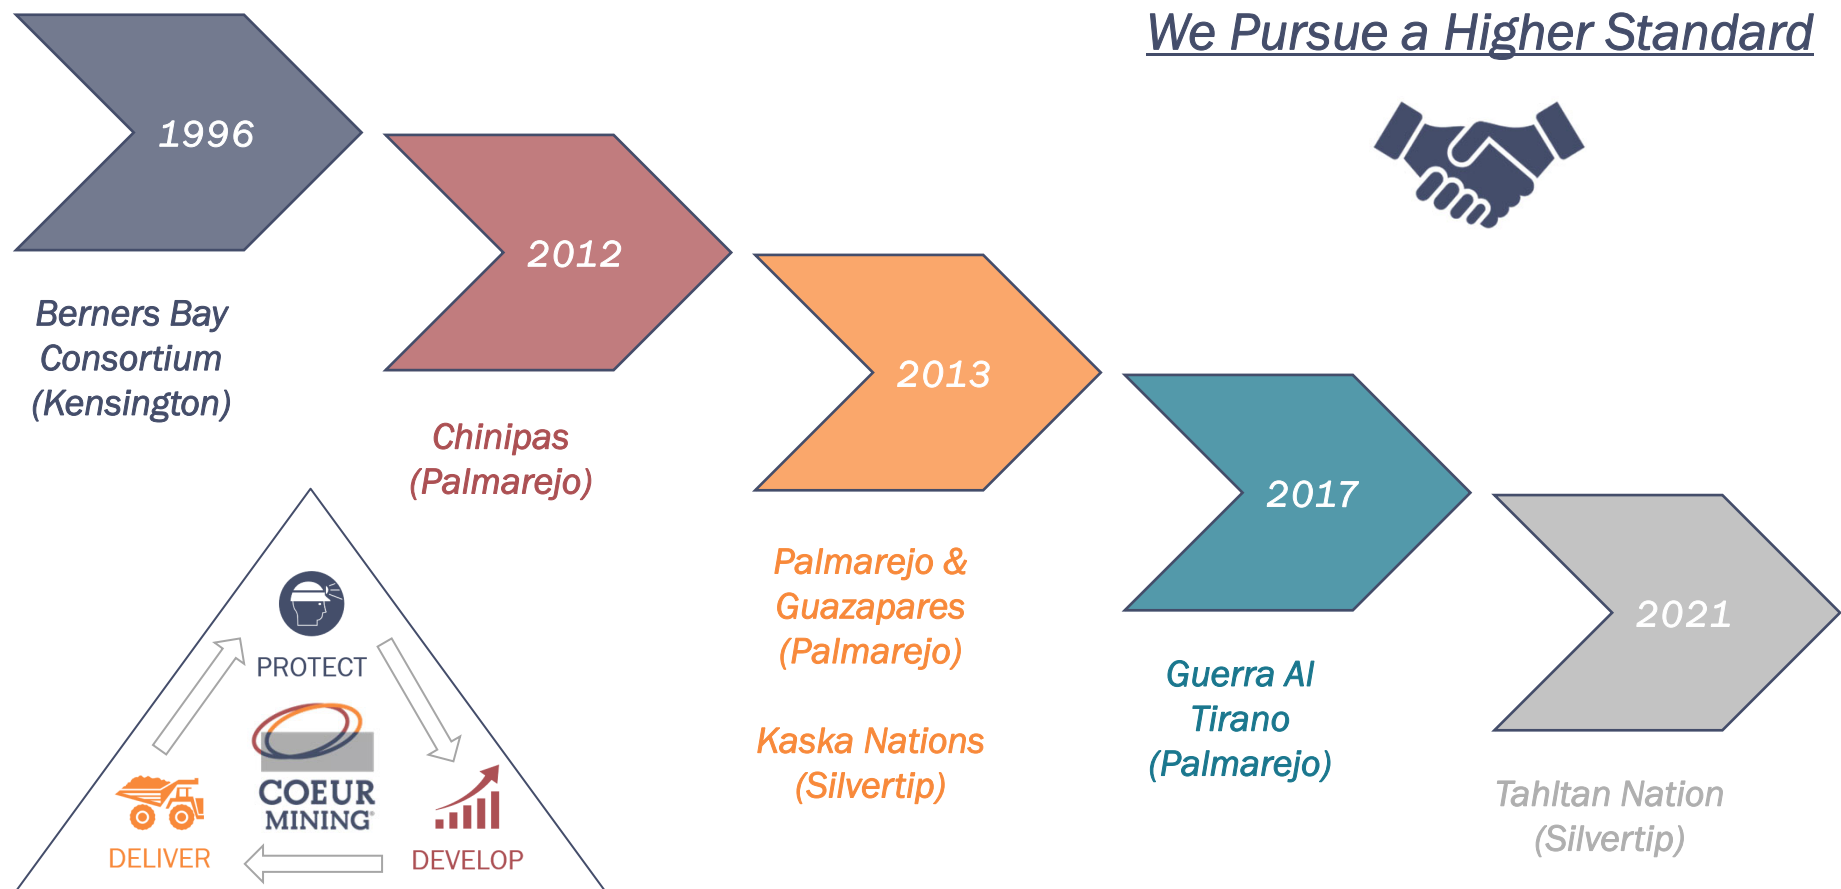 We Pursue a Higher Standard
1996
Berners Bay
Consortium
(Kensington)
2012
Chinipas
(Palmarejo)
2013
Palmarejo &
Guazapares
(Palmarejo)
Kaska Nations
(Silvertip)
2017
Guerra Al
Tirano
(Palmarejo)
2021
Tahltan Nation
(Silvertip)
PROTECT
COEUR
MINING®
DELIVER
DEVELOP